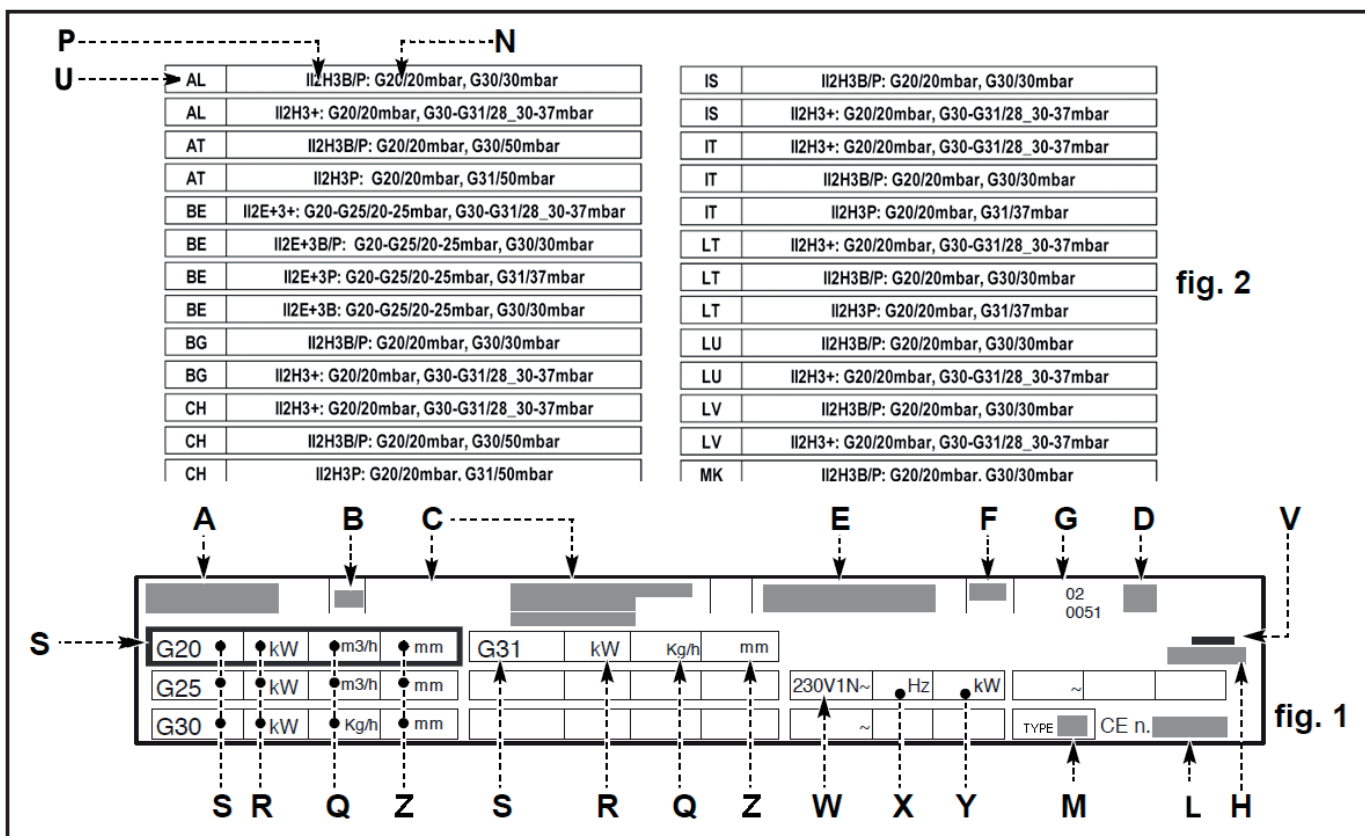 P N
U
AL II2H3B/P: G20/20mbar, G30/30mbar
AL II2H3+: G20/20mbar, G30-G31/28_30-37mbar
AT II2H3B/P: G20/20mbar, G30/50mbar
AT II2H3P: G20/20mbar, G31/50mbar
BE II2E+3+: G20-G25/20-25mbar, G30-G31/28_30-37mbar
BE II2E+3B/P: G20-G25/20-25mbar, G30/30mbar
BE II2E+3P: G20-G25/20-25mbar, G31/37mbar
BE II2E+3B: G20-G25/20-25mbar, G30/30mbar
BG II2H3B/P: G20/20mbar, G30/30mbar
BG II2H3+: G20/20mbar, G30-G31/28_30-37mbar
CH II2H3+: G20/20mbar, G30-G31/28_30-37mbar
CH II2H3B/P: G20/20mbar, G30/50mbar
CH II2H3P: G20/20mbar, G31/50mbar
IS II2H3B/P: G20/20mbar, G30/30mbar
IS II2H3+: G20/20mbar, G30-G31/28_30-37mbar
IT II2H3+: G20/20mbar, G30-G31/28_30-37mbar
IT II2H3B/P: G20/20mbar, G30/30mbar
IT II2H3P: G20/20mbar, G31/37mbar
LT II2H3+: G20/20mbar, G30-G31/28_30-37mbar
LT II2H3B/P: G20/20mbar, G30/30mbar
LT II2H3P: G20/20mbar, G31/37mbar
LU II2H3B/P: G20/20mbar, G30/30mbar
LU II2H3+: G20/20mbar, G30-G31/28_30-37mbar
LV II2H3B/P: G20/20mbar, G30/30mbar
LV II2H3+: G20/20mbar, G30-G31/28_30-37mbar
MK II2H3B/P: G20/20mbar, G30/30mbar
fig. 2
A B C E F G D V
02
0051
S G20 kW m3/h mm G31 kW Kg/h mm
G25 kW m3/h mm 230V1N~ Hz kW ~
G30 kW Kg/h mm ~ TYPE CE n.
fig. 1
S R Q Z S R Q Z W X Y M L H